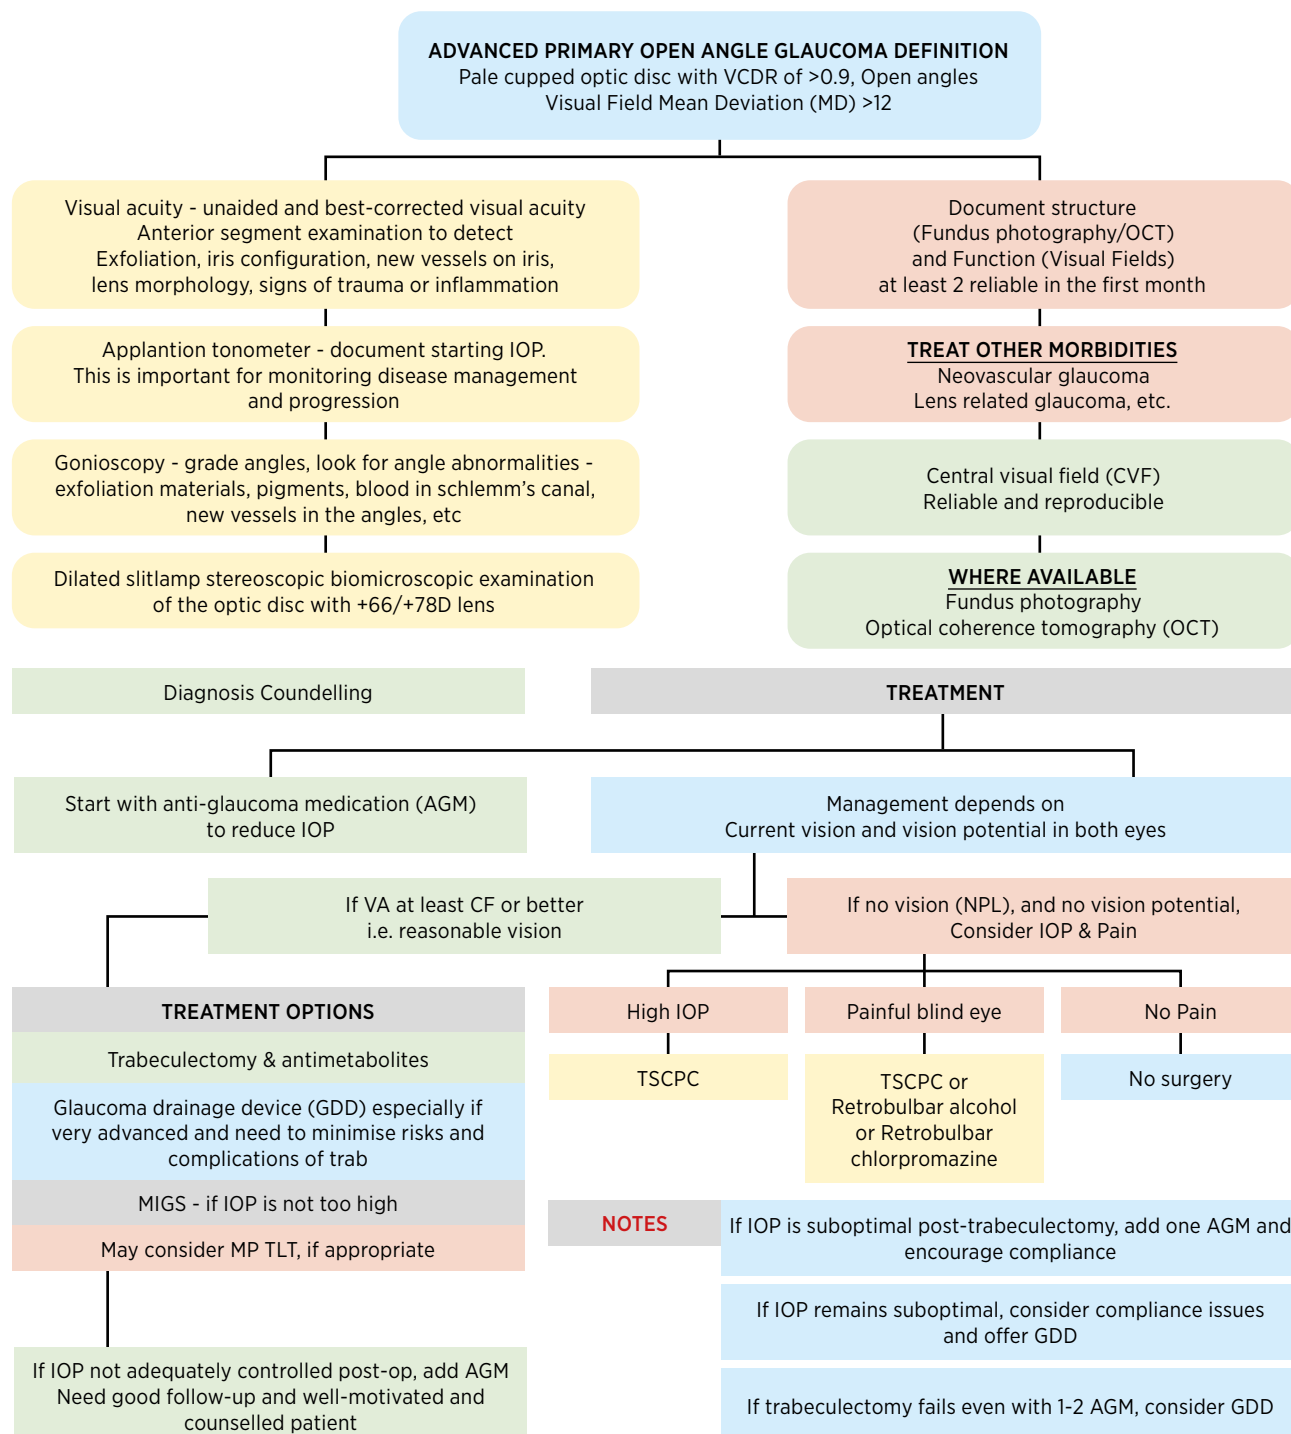 ADVANCED PRIMARY OPEN ANGLE GLAUCOMA DEFINITION
Pale cupped optic disc with VCDR of >0.9, Open angles
Visual Field Mean Deviation (MD) >12
Visual acuity - unaided and best-corrected visual acuity
Anterior segment examination to detect
Exfoliation, iris configuration, new vessels on iris,
lens morphology, signs of trauma or inflammation
Applantion tonometer - document starting IOP.
This is important for monitoring disease management
and progression
Gonioscopy - grade angles, look for angle abnormalities -
exfoliation materials, pigments, blood in schlemm's canal,
new vessels in the angles, etc
Dilated slitlamp stereoscopic biomicroscopic examination
of the optic disc with +66/+78D lens
Document structure
(Fundus photography/OCT)
and Function (Visual Fields)
at least 2 reliable in the first month
TREAT OTHER MORBIDITIES
Neovascular glaucoma
Lens related glaucoma, etc.
Central visual field (CVF)
Reliable and reproducible
WHERE AVAILABLE
Fundus photography
Optical coherence tomography (OCT)
Diagnosis Coundelling
TREATMENT
Start with anti-glaucoma medication (AGM)
to reduce IOP
Management depends on
Current vision and vision potential in both eyes
If VA at least CF or better
i.e. reasonable vision
If no vision (NPL), and no vision potential,
Consider IOP & Pain
TREATMENT OPTIONS
Trabeculectomy & antimetabolites
Glaucoma drainage device (GDD) especially if
very advanced and need to minimise risks and
complications of trab
MIGS - if IOP is not too high
May consider MP TLT, if appropriate
If IOP not adequately controlled post-op, add AGM
Need good follow-up and well-motivated and
counselled patient
High IOP
TSCPC
Painful blind eye
TSCPC or
Retrobulbar alcohol
or Retrobulbar
chlorpromazine
No Pain
No surgery
NOTES
If IOP is suboptimal post-trabeculectomy, add one AGM and
encourage compliance
If IOP remains suboptimal, consider compliance issues
and offer GDD
If trabeculectomy fails even with 1-2 AGM, consider GDD